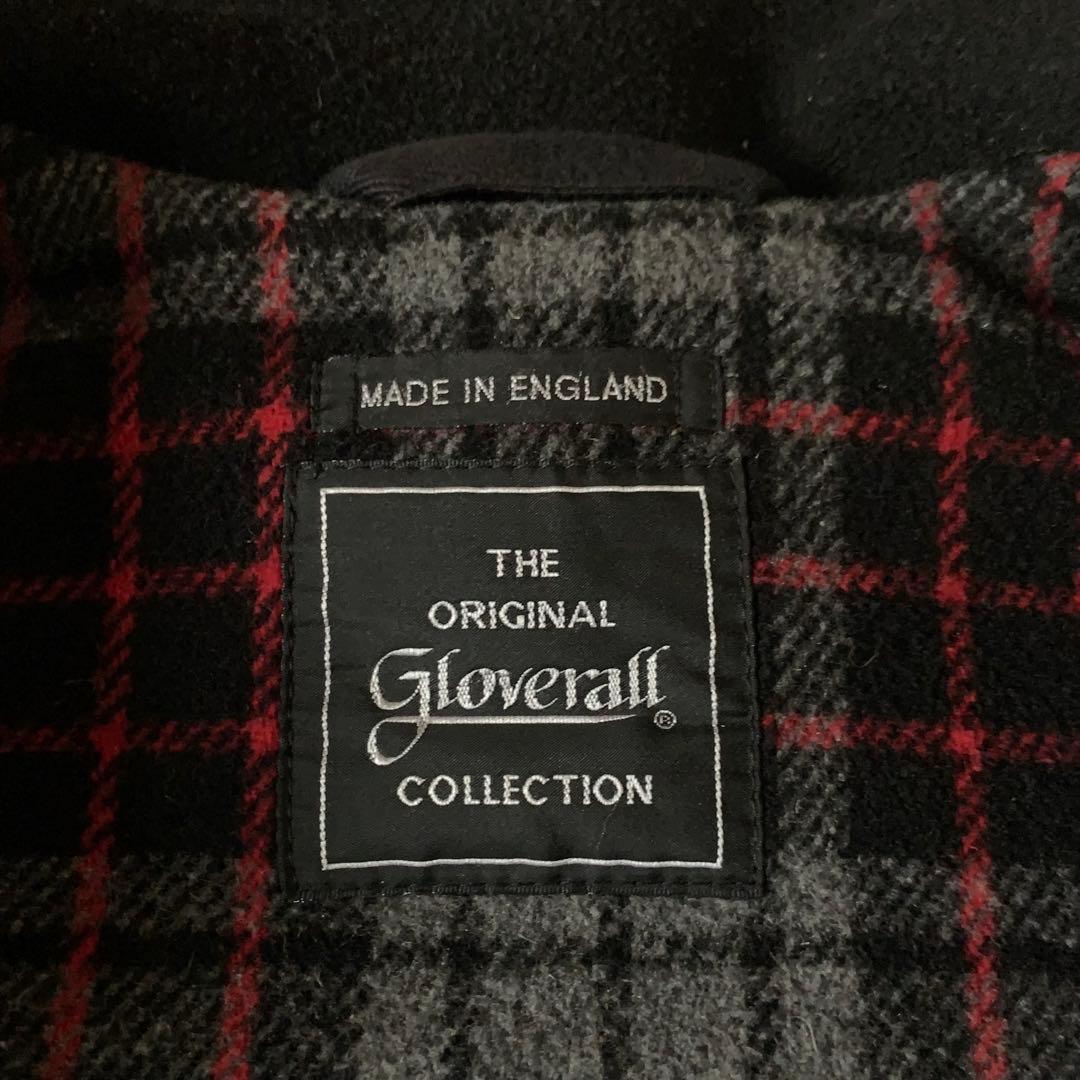 MADE IN ENGLAND
THE
ORIGINAL
Gloverall®
COLLECTION